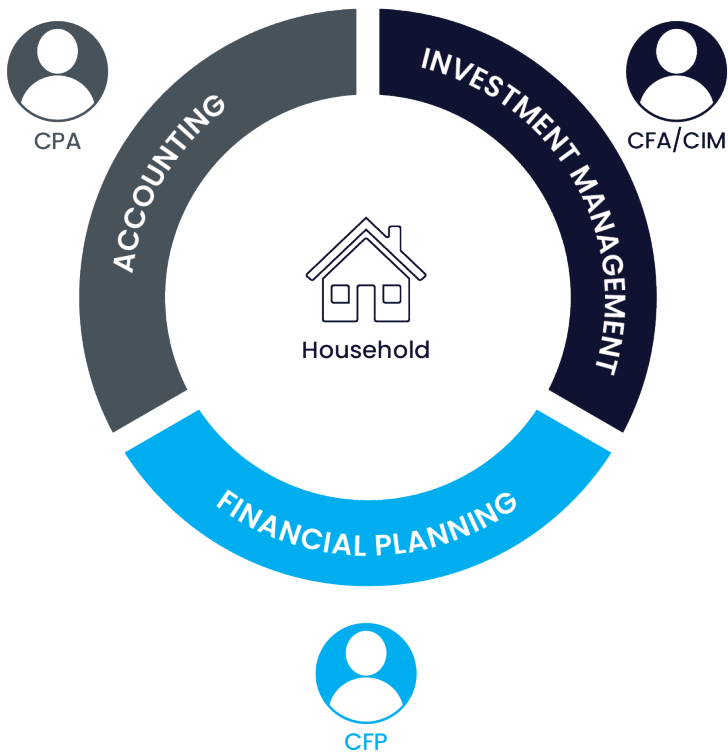 CPA
ACCOUNTING
INVESTMENT MANAGEMENT
CFA/CIM
Household
FINANCIAL PLANNING
CFP